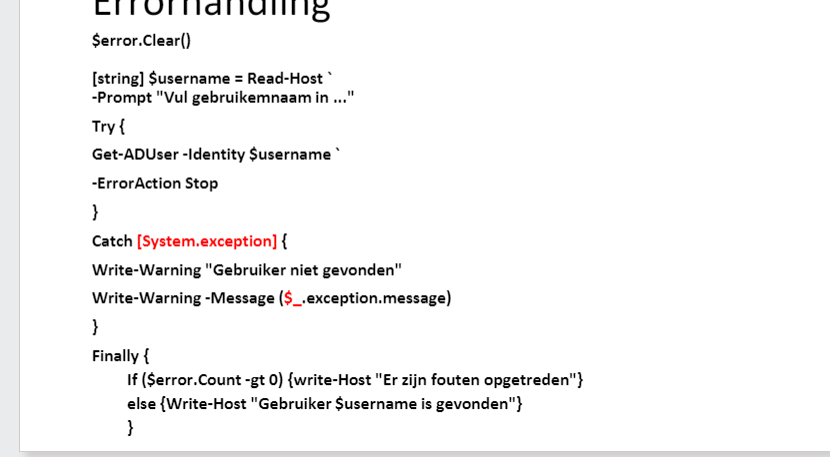 Errorhandling
$error.Clear()
[string] $username = Read-Host `
-Prompt "Vul gebruikemnaam in ..."
Try {
Get-ADUser -Identity $username `
-ErrorAction Stop
}
Catch [System.exception] {
Write-Warning "Gebruiker niet gevonden"
Write-Warning -Message ($_.exception.message)
}
Finally {
If ($error.Count -gt 0) {write-Host "Er zijn fouten opgetreden"}
else {Write-Host "Gebruiker $username is gevonden"}
}